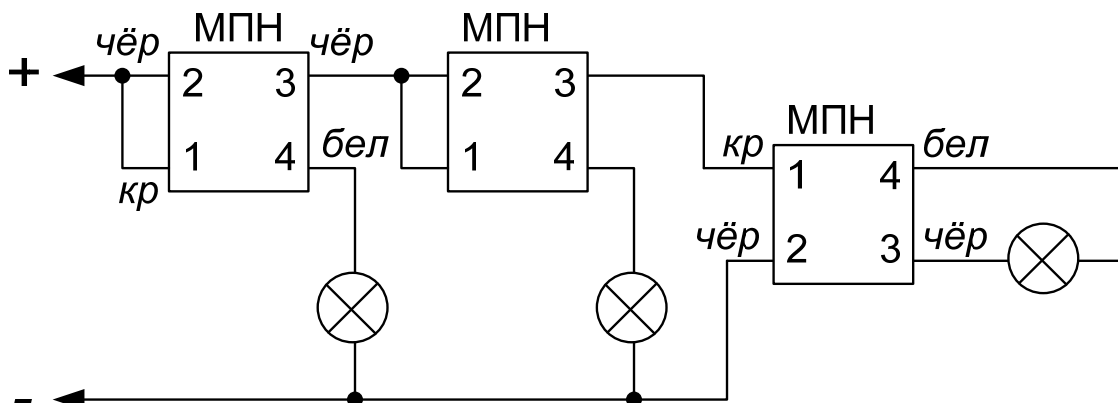 МПН МПН
чёр чёр
+ 2 3 2 3
МПН
1 4 бел 1 4 кр бел
кр 1 4
чёр 2 3 чёр
-